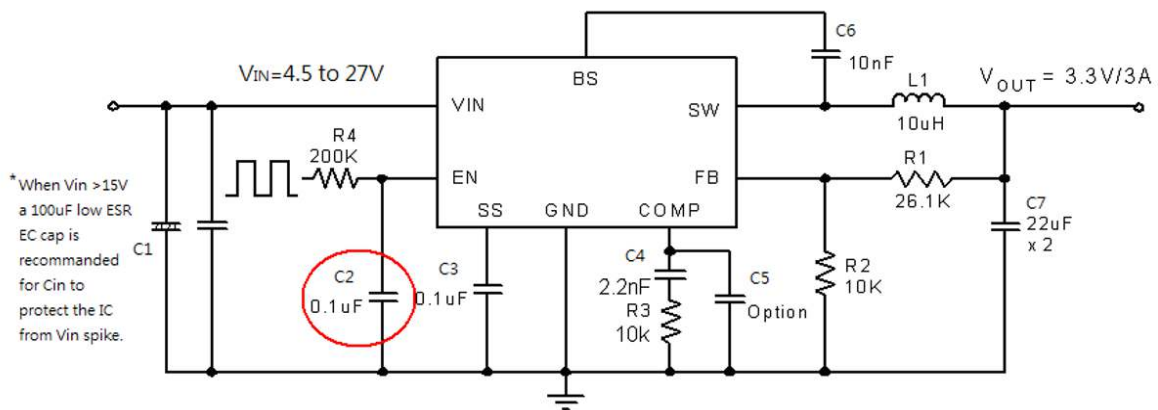 C6
10nF
VIN=4.5 to 27V
BS
L1
VOUT = 3.3V/3A
VIN
SW
10uH
R4
200K
R1
* When Vin >15V
a 100uF low ESR
EC cap is
recommanded
for Cin to
protect the IC
from Vin spike.
EN
FB
26.1K
SS
GND
COMP
C7
22uF
x 2
C1
C2
0.1uF
C3
0.1uF
C4
2.2nF
R3
10k
C5
Option
R2
10K